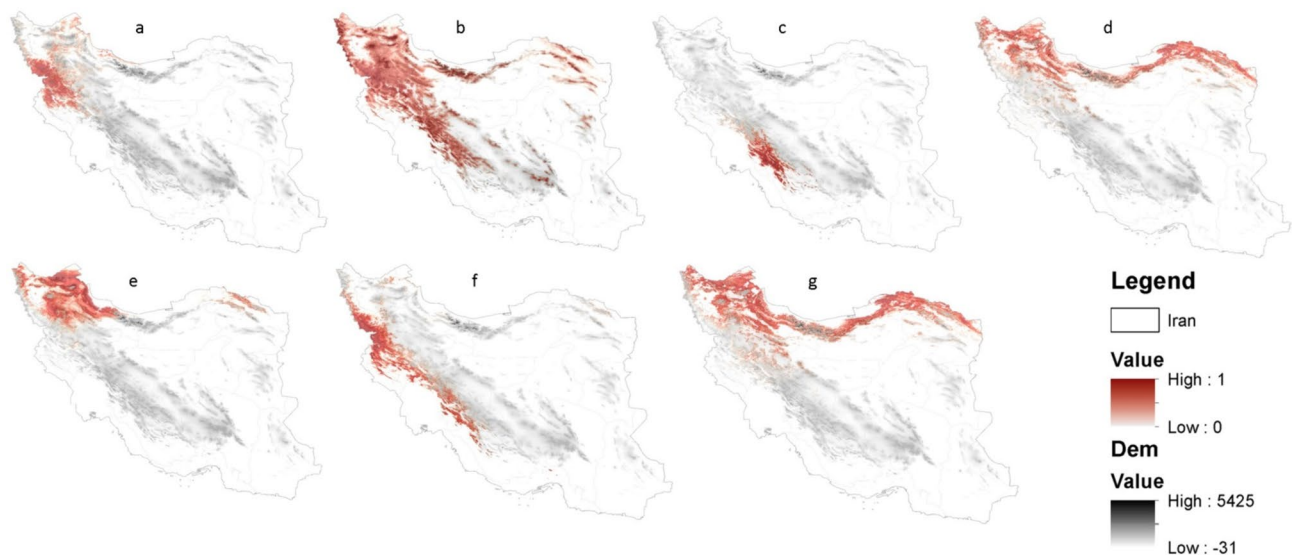 a
b
c
d
e
f
g
Legend
Iran
Value
High : 1
Low : 0
Dem
Value
High : 5425
Low : -31